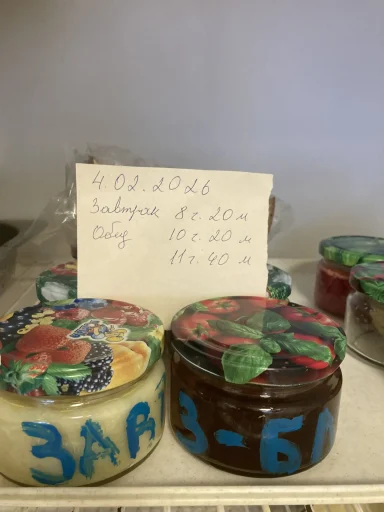 4.02.2026
Завтрак 8 г. 20 м
Обед 10 г. 20 м
11 г. 40 м
ЗАВТ
З-БЛ